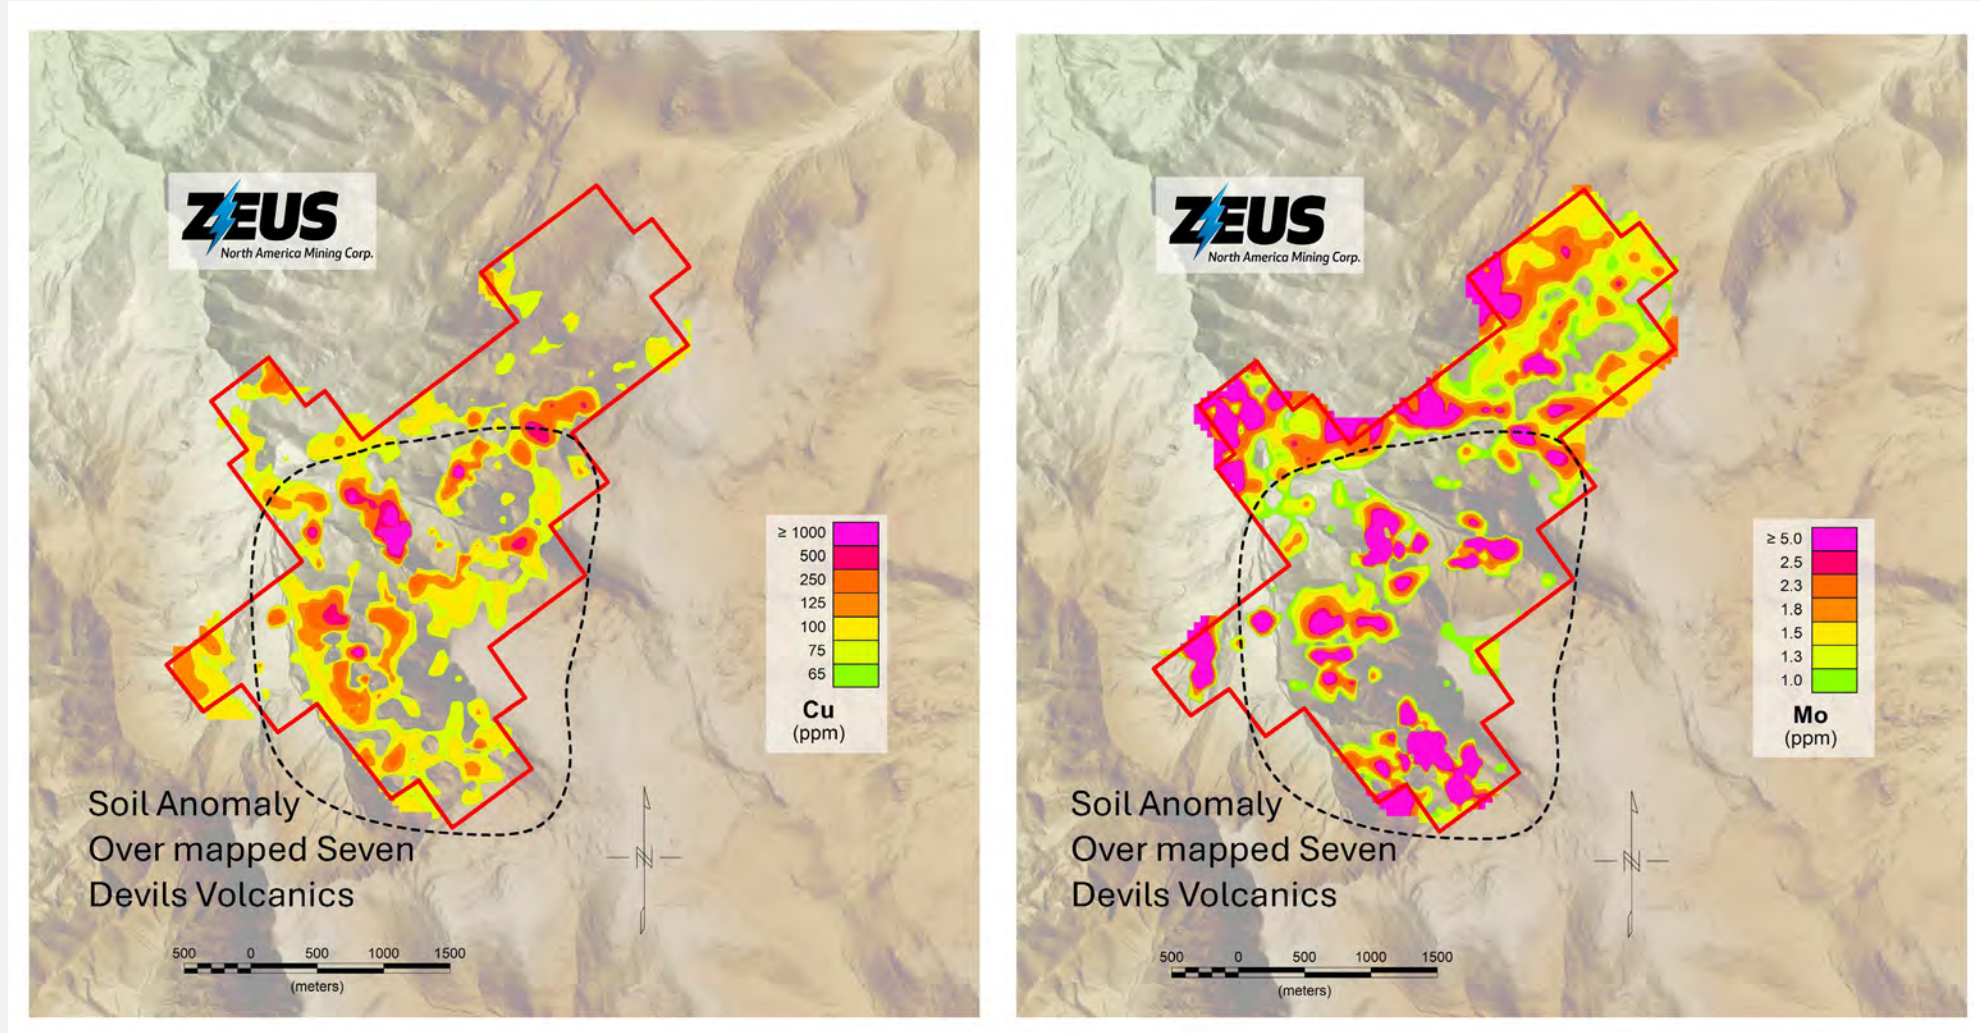 ZEUS
North America Mining Corp.
≥ 1000
500
250
125
100
75
65
Cu
(ppm)
Soil Anomaly
Over mapped Seven
Devils Volcanics
N
500 0 500 1000 1500
(meters)
ZEUS
North America Mining Corp.
≥ 5.0
2.5
2.3
1.8
1.5
1.3
1.0
Mo
(ppm)
Soil Anomaly
Over mapped Seven
Devils Volcanics
N
500 0 500 1000 1500
(meters)